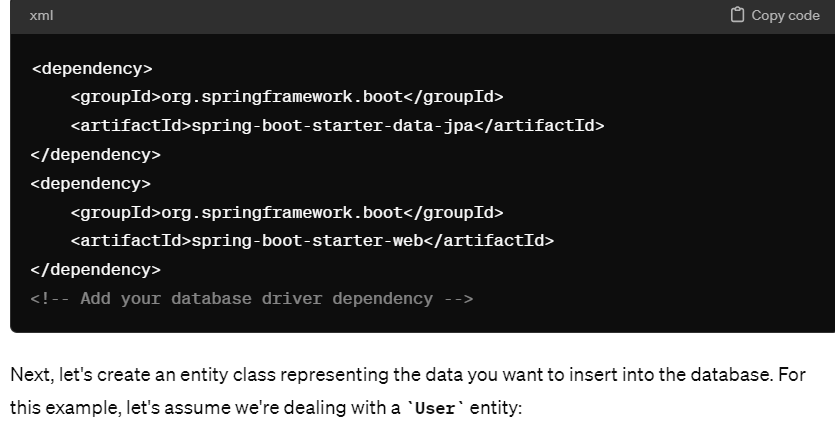 xml
Copy code
<dependency>
    <groupId>org.springframework.boot</groupId>
    <artifactId>spring-boot-starter-data-jpa</artifactId>
</dependency>
<dependency>
    <groupId>org.springframework.boot</groupId>
    <artifactId>spring-boot-starter-web</artifactId>
</dependency>
<!-- Add your database driver dependency -->
Next, let's create an entity class representing the data you want to insert into the database. For
this example, let's assume we're dealing with a `User` entity: